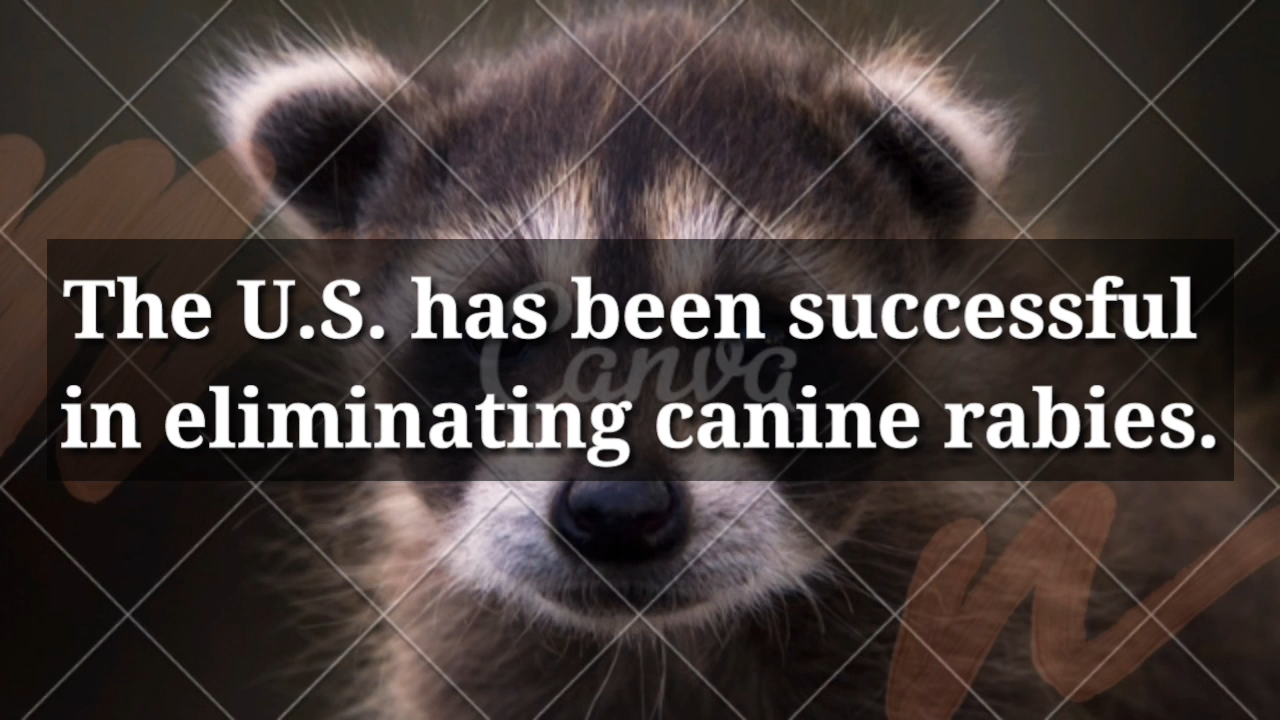 The U.S. has been successful
Canva
in eliminating canine rabies.